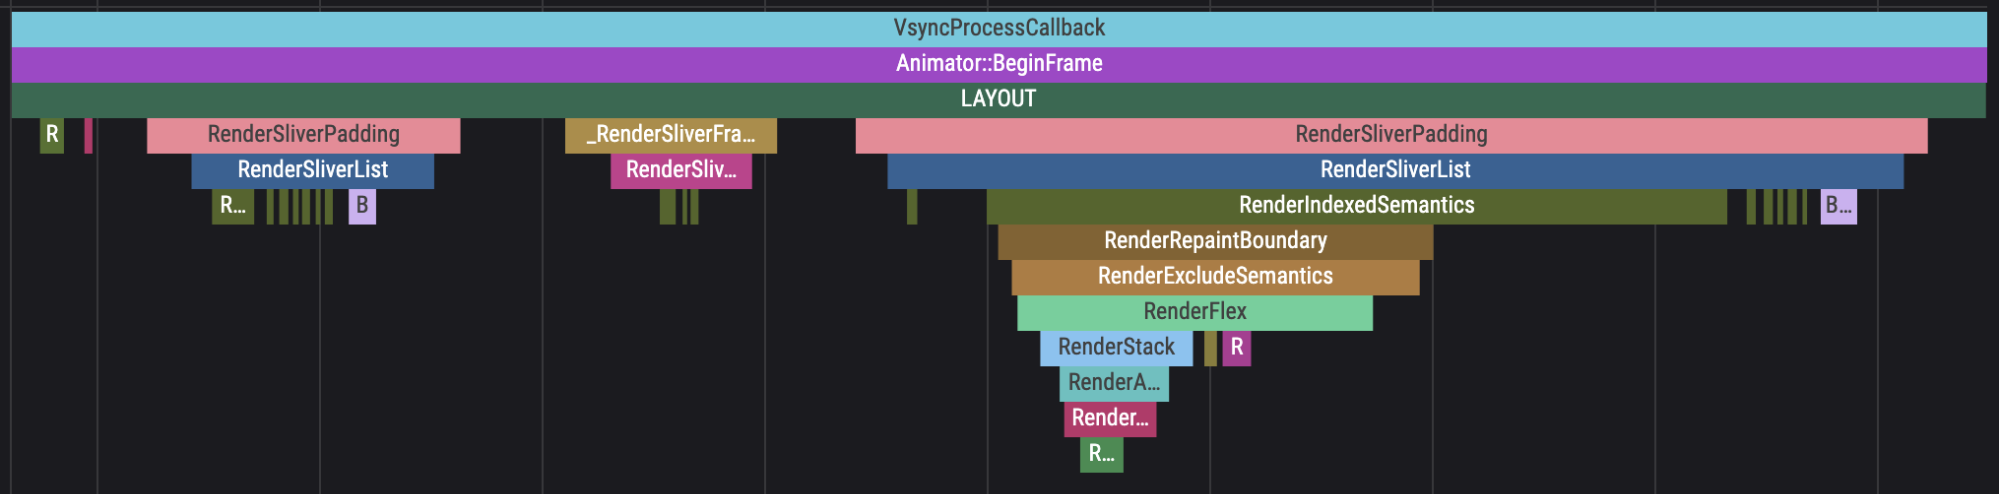 VsyncProcessCallback
Animator::BeginFrame
LAYOUT
R RenderSliverPadding _RenderSliverFra… RenderSliverPadding
RenderSliverList RenderSliv… RenderSliverList
R… B RenderIndexedSemantics B…
RenderRepaintBoundary
RenderExcludeSemantics
RenderFlex
RenderStack R
RenderA…
Render…
R…